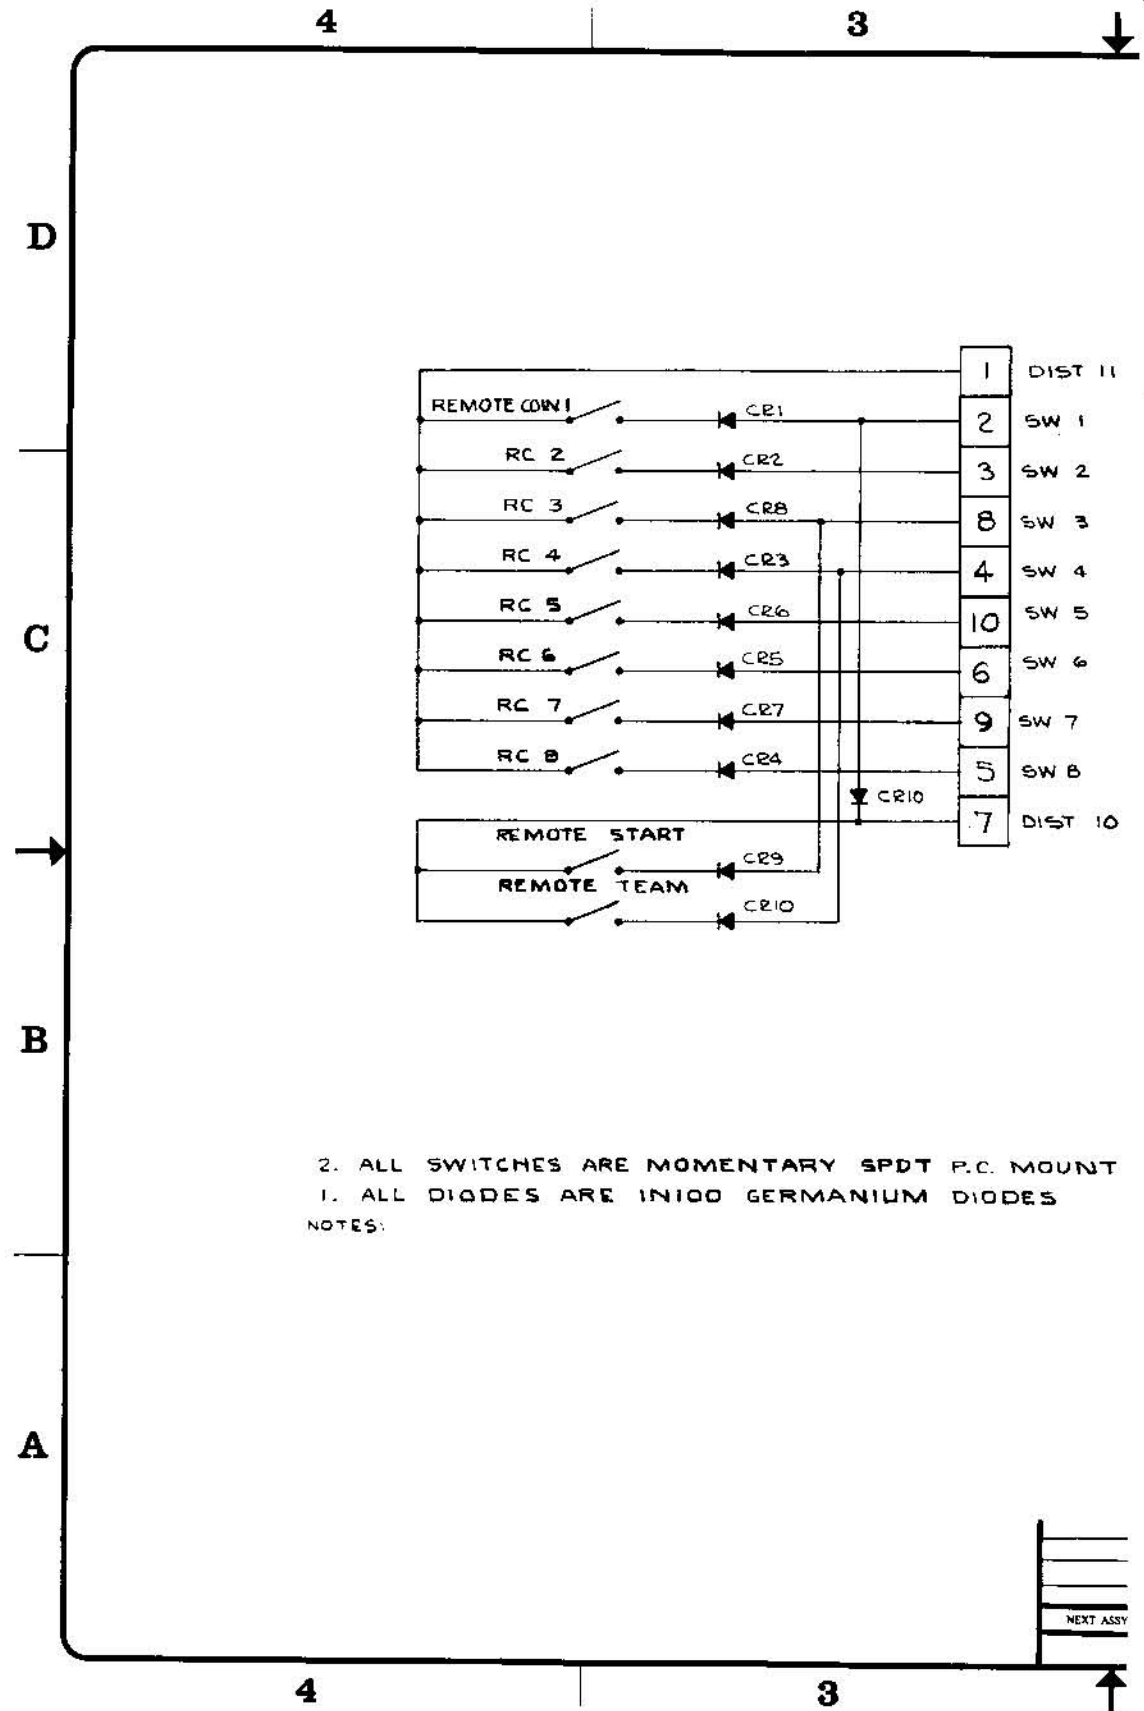 4 3
D
1 DIST 11
REMOTE COIN 1 CR1 2 SW 1
RC 2 CR2 3 SW 2
RC 3 CR8 8 SW 3
RC 4 CR3 4 SW 4
RC 5 CR6 10 SW 5
C
RC 6 CR5 6 SW 6
RC 7 CR7 9 SW 7
RC 8 CR4 5 SW 8
CR10
7 DIST 10
REMOTE START
CR9
REMOTE TEAM
CR10
B
2. ALL SWITCHES ARE MOMENTARY SPDT P.C. MOUNT
1. ALL DIODES ARE 1N100 GERMANIUM DIODES
NOTES:
A
NEXT ASSY
4 3